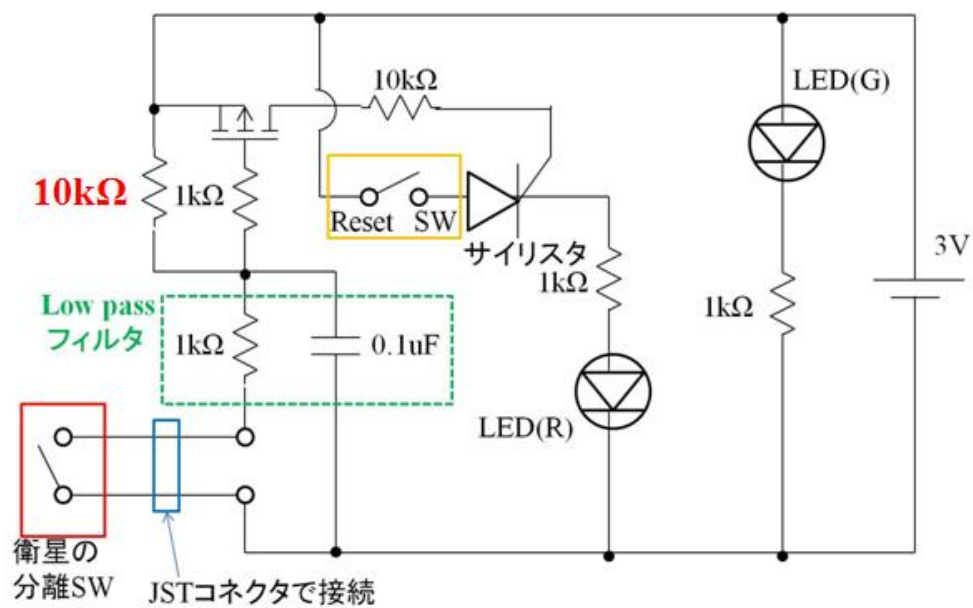 10kΩ
LED(G)
10kΩ
1kΩ
Reset SW
サイリスタ
3V
1kΩ
1kΩ
Low pass
フィルタ
1kΩ
0.1uF
LED(R)
衛星の
分離SW
JSTコネクタで接続